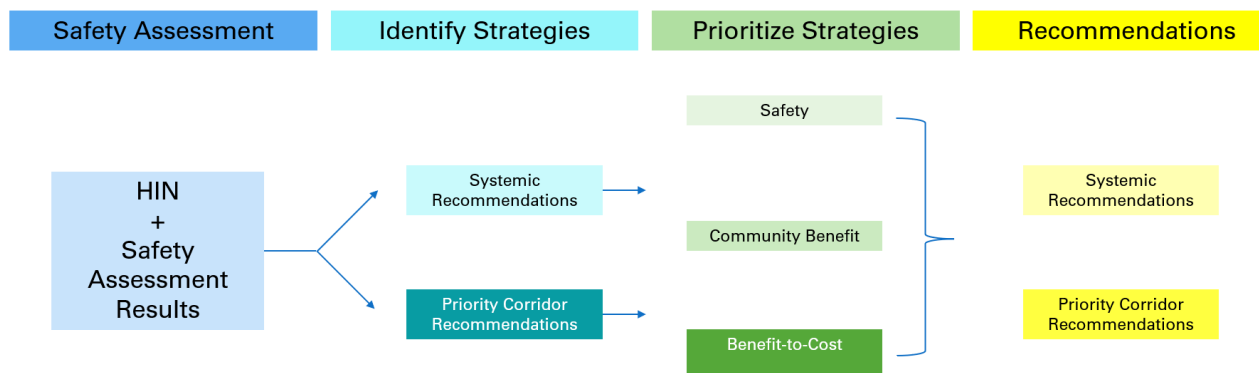 Safety Assessment
Identify Strategies
Prioritize Strategies
Recommendations
HIN
+
Safety
Assessment
Results
Systemic
Recommendations
Priority Corridor
Recommendations
Safety
Community Benefit
Benefit-to-Cost
Systemic
Recommendations
Priority Corridor
Recommendations